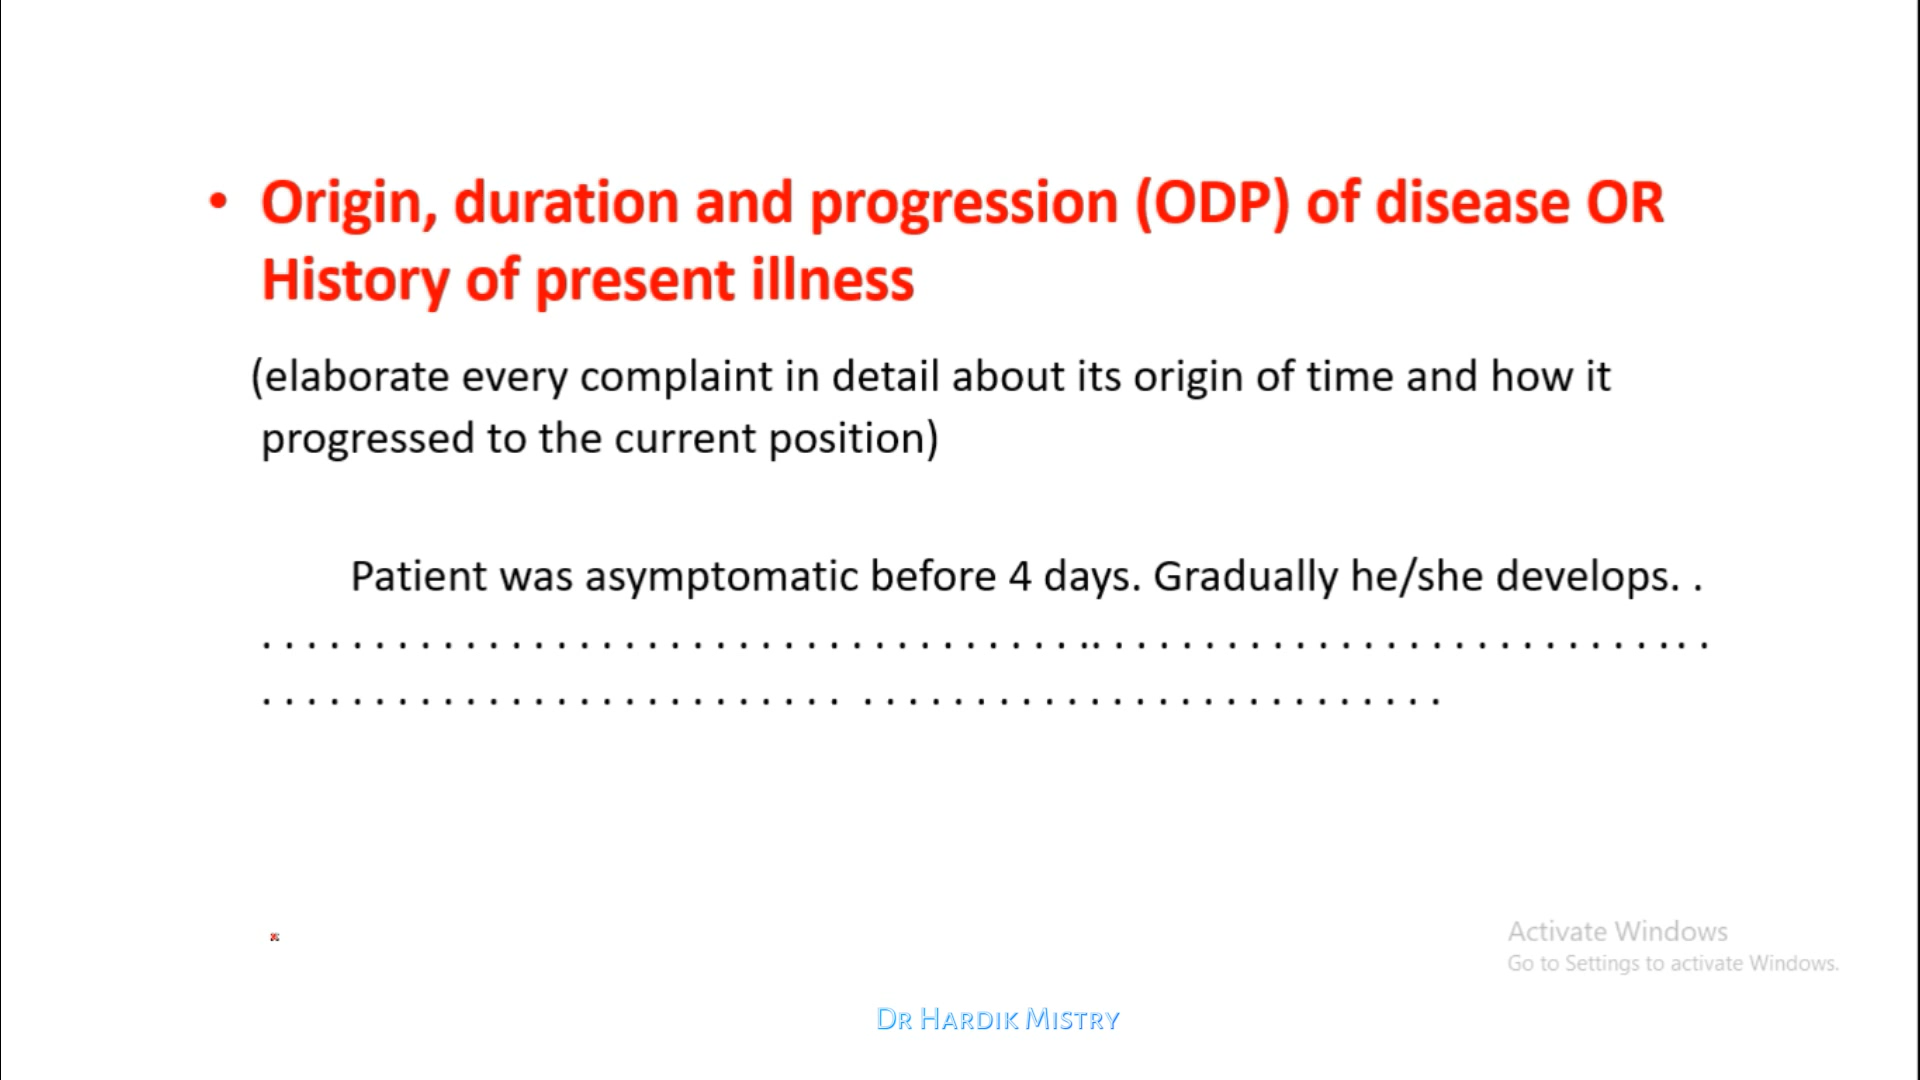 • Origin, duration and progression (ODP) of disease OR
History of present illness
(elaborate every complaint in detail about its origin of time and how it
progressed to the current position)
Patient was asymptomatic before 4 days. Gradually he/she develops. .
. . . . . . . . . . . . . . . . . . . . . . . . . . . . . . . . . . . . .. . . . . . . . . . . . . . . . . . . . . . . . . .. .
. . . . . . . . . . . . . . . . . . . . . . . . . . . . . . . . . . . . . . . . . . . . . . . . . . . .
Activate Windows
Go to Settings to activate Windows.
DR HARDIK MISTRY